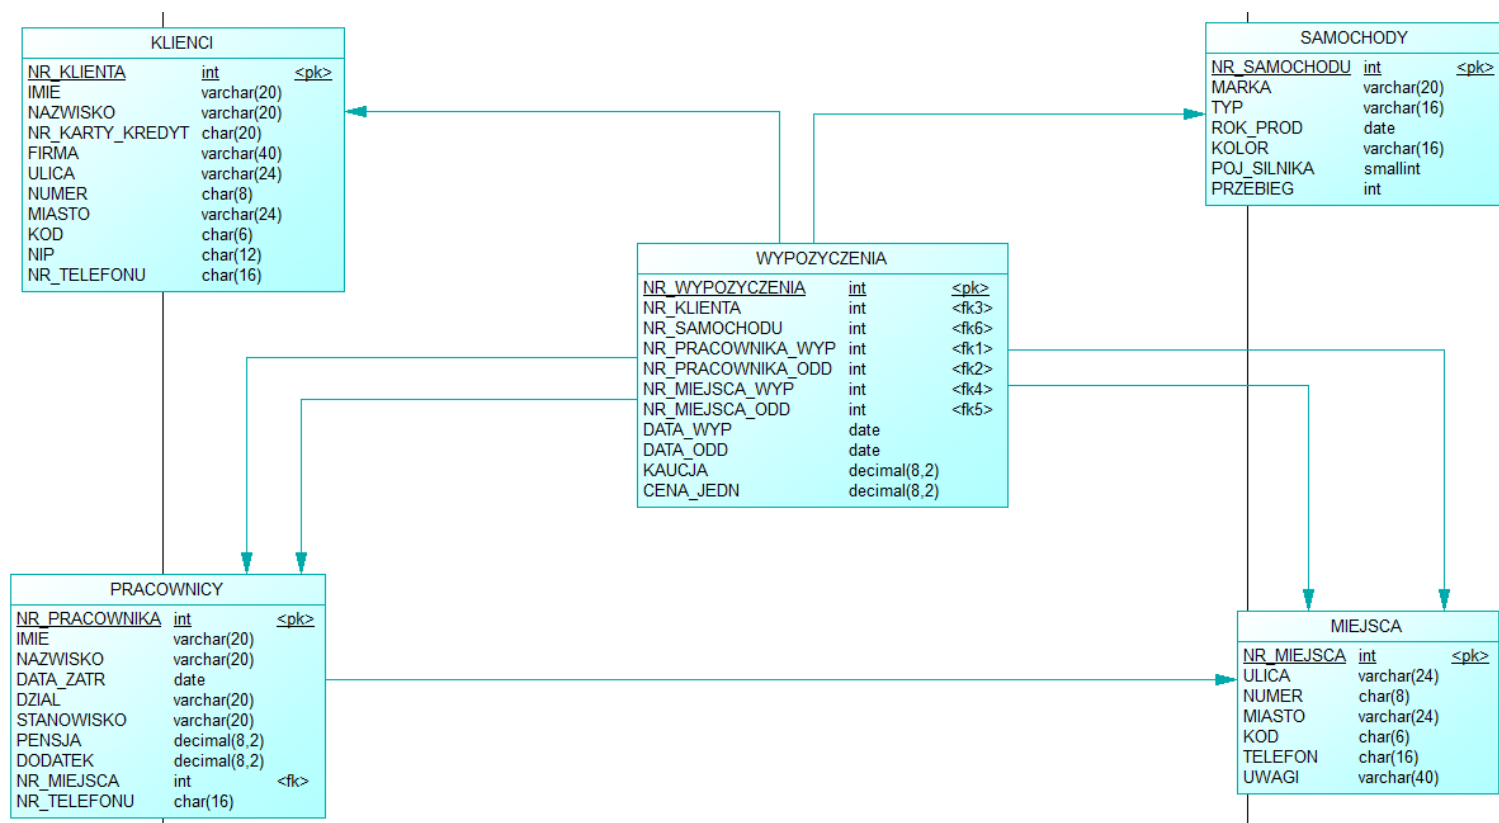 KLIENCI
NR_KLIENTA int <pk>
IMIE varchar(20)
NAZWISKO varchar(20)
NR_KARTY_KREDYT char(20)
FIRMA varchar(40)
ULICA varchar(24)
NUMER char(8)
MIASTO varchar(24)
KOD char(6)
NIP char(12)
NR_TELEFONU char(16)
SAMOCHODY
NR_SAMOCHODU int <pk>
MARKA varchar(20)
TYP varchar(16)
ROK_PROD date
KOLOR varchar(16)
POJ_SILNIKA smallint
PRZEBIEG int
WYPOZYCZENIA
NR_WYPOZYCZENIA int <pk>
NR_KLIENTA int <fk3>
NR_SAMOCHODU int <fk6>
NR_PRACOWNIKA_WYP int <fk1>
NR_PRACOWNIKA_ODD int <fk2>
NR_MIEJSCA_WYP int <fk4>
NR_MIEJSCA_ODD int <fk5>
DATA_WYP date
DATA_ODD date
KAUCJA decimal(8,2)
CENA_JEDN decimal(8,2)
PRACOWNICY
NR_PRACOWNIKA int <pk>
IMIE varchar(20)
NAZWISKO varchar(20)
DATA_ZATR date
DZIAL varchar(20)
STANOWISKO varchar(20)
PENSJA decimal(8,2)
DODATEK decimal(8,2)
NR_MIEJSCA int <fk>
NR_TELEFONU char(16)
MIEJSCA
NR_MIEJSCA int <pk>
ULICA varchar(24)
NUMER char(8)
MIASTO varchar(24)
KOD char(6)
TELEFON char(16)
UWAGI varchar(40)